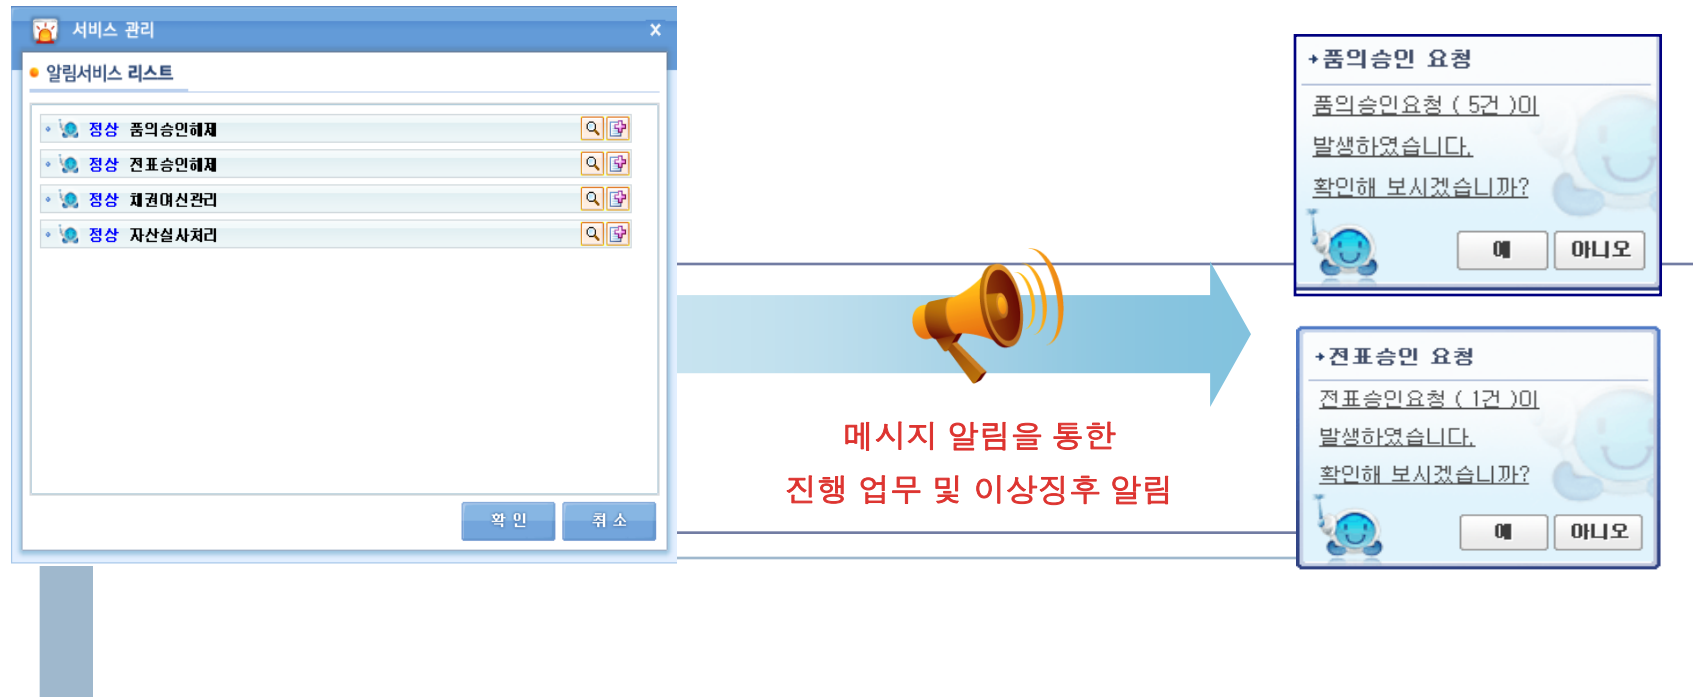 서비스 관리
x
알림서비스 리스트
정상 품의승인해제
정상 전표승인해제
정상 채권여신관리
정상 자산실사처리
확 인
취 소
메시지 알림을 통한
진행 업무 및 이상징후 알림
품의승인 요청
품의승인요청 ( 5건 )이
발생하였습니다.
확인해 보시겠습니까?
예
아니오
전표승인 요청
전표승인요청 ( 1건 )이
발생하였습니다.
확인해 보시겠습니까?
예
아니오